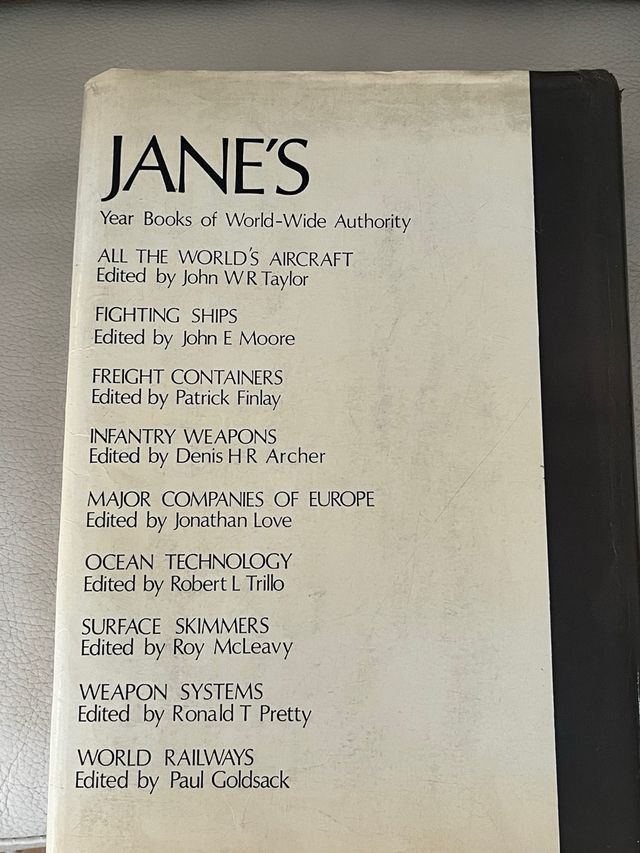 JANE'S
Year Books of World-Wide Authority
ALL THE WORLD'S AIRCRAFT
Edited by John W R Taylor
FIGHTING SHIPS
Edited by John E Moore
FREIGHT CONTAINERS
Edited by Patrick Finlay
INFANTRY WEAPONS
Edited by Denis H R Archer
MAJOR COMPANIES OF EUROPE
Edited by Jonathan Love
OCEAN TECHNOLOGY
Edited by Robert L Trillo
SURFACE SKIMMERS
Edited by Roy McLeavy
WEAPON SYSTEMS
Edited by Ronald T Pretty
WORLD RAILWAYS
Edited by Paul Goldsack